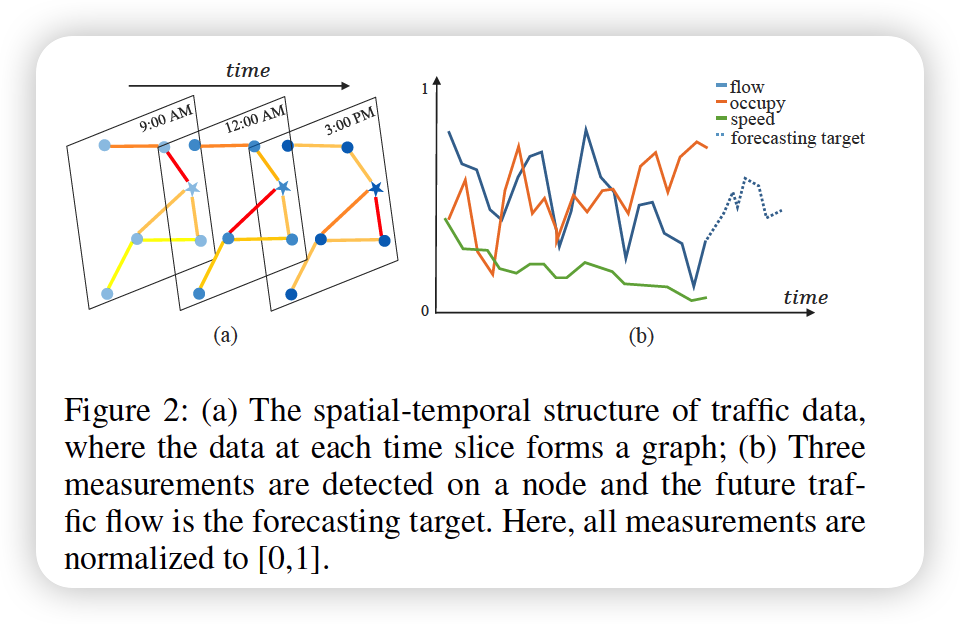 time
9:00 AM
12:00 AM
3:00 PM
(a)
1
flow
occupy
speed
forecasting target
time
0
(b)
Figure 2: (a) The spatial-temporal structure of traffic data,
where the data at each time slice forms a graph; (b) Three
measurements are detected on a node and the future traf-
fic flow is the forecasting target. Here, all measurements are
normalized to [0,1].